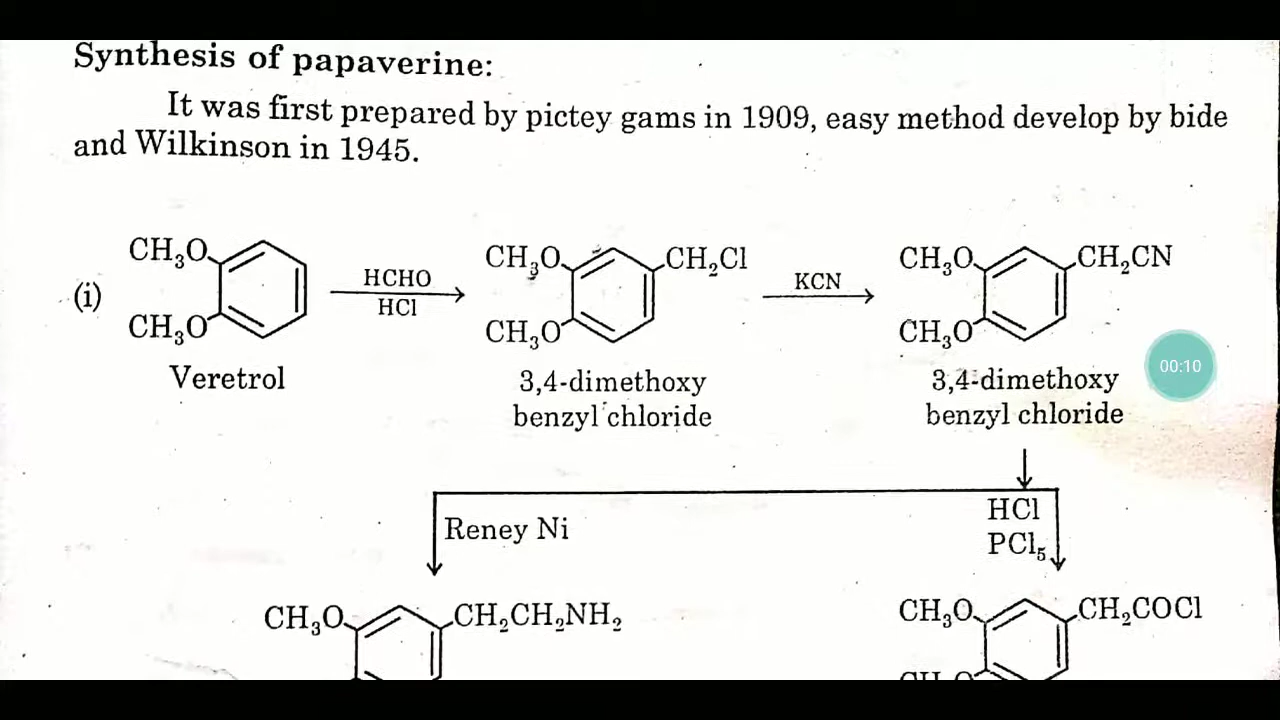 Synthesis of papaverine:
It was first prepared by pictey gams in 1909, easy method develop by bide
and Wilkinson in 1945.
(i)
CH₃O
CH₃O
Veretrol
HCHO
HCl
CH₃O
CH₂Cl
CH₃O
3,4-dimethoxy
benzyl chloride
KCN
CH₃O
CH₂CN
CH₃O
3,4-dimethoxy
benzyl chloride
00:10
Reney Ni
HCl
PCl₅
CH₃O
CH₂CH₂NH₂
CH₃O
CH₂COCl